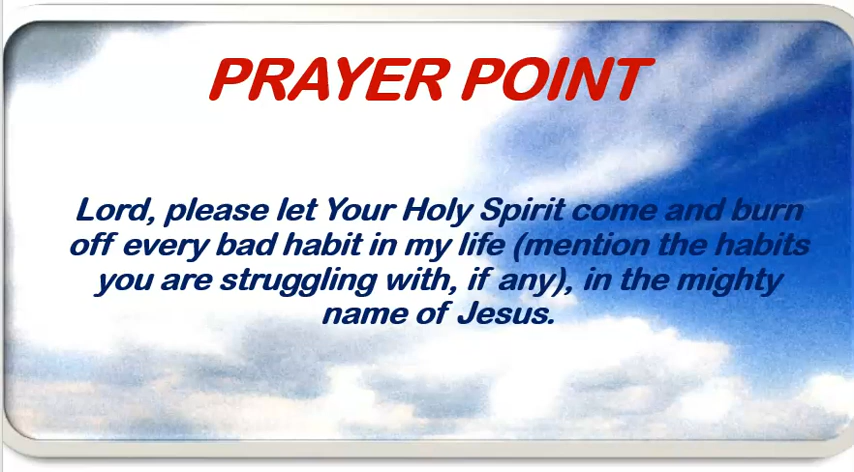 PRAYER POINT
Lord, please let Your Holy Spirit come and burn
off every bad habit in my life (mention the habits
you are struggling with, if any), in the mighty
name of Jesus.